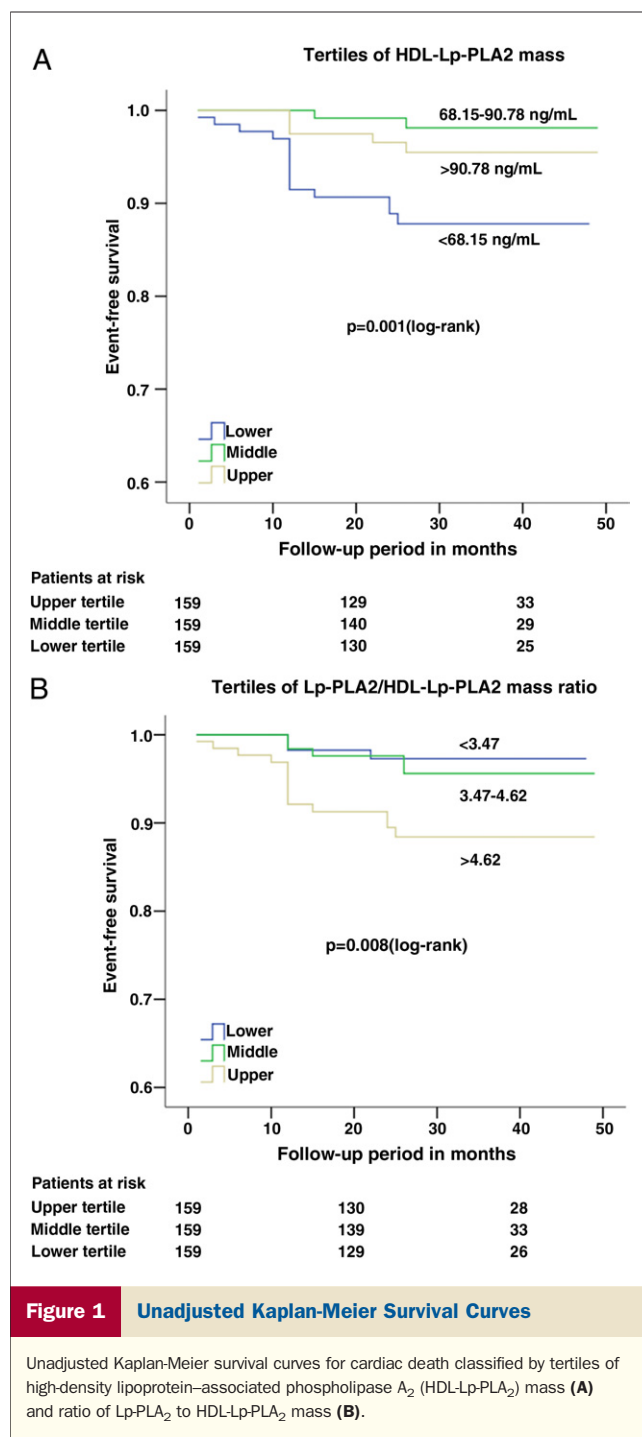 A
Tertiles of HDL-Lp-PLA2 mass
1.0
0.9
0.8
0.7
0.6
Event-free survival
68.15-90.78 ng/mL
>90.78 ng/mL
<68.15 ng/mL
p=0.001(log-rank)
Lower
Middle
Upper
0 10 20 30 40 50
Follow-up period in months
Patients at risk
Upper tertile 159 129 33
Middle tertile 159 140 29
Lower tertile 159 130 25
B
Tertiles of Lp-PLA2/HDL-Lp-PLA2 mass ratio
1.0
0.9
0.8
0.7
0.6
Event-free survival
<3.47
3.47-4.62
>4.62
p=0.008(log-rank)
Lower
Middle
Upper
0 10 20 30 40 50
Follow-up period in months
Patients at risk
Upper tertile 159 130 28
Middle tertile 159 139 33
Lower tertile 159 129 26
Figure 1 Unadjusted Kaplan-Meier Survival Curves
Unadjusted Kaplan-Meier survival curves for cardiac death classified by tertiles of
high-density lipoprotein–associated phospholipase A₂ (HDL-Lp-PLA₂) mass (A)
and ratio of Lp-PLA₂ to HDL-Lp-PLA₂ mass (B).